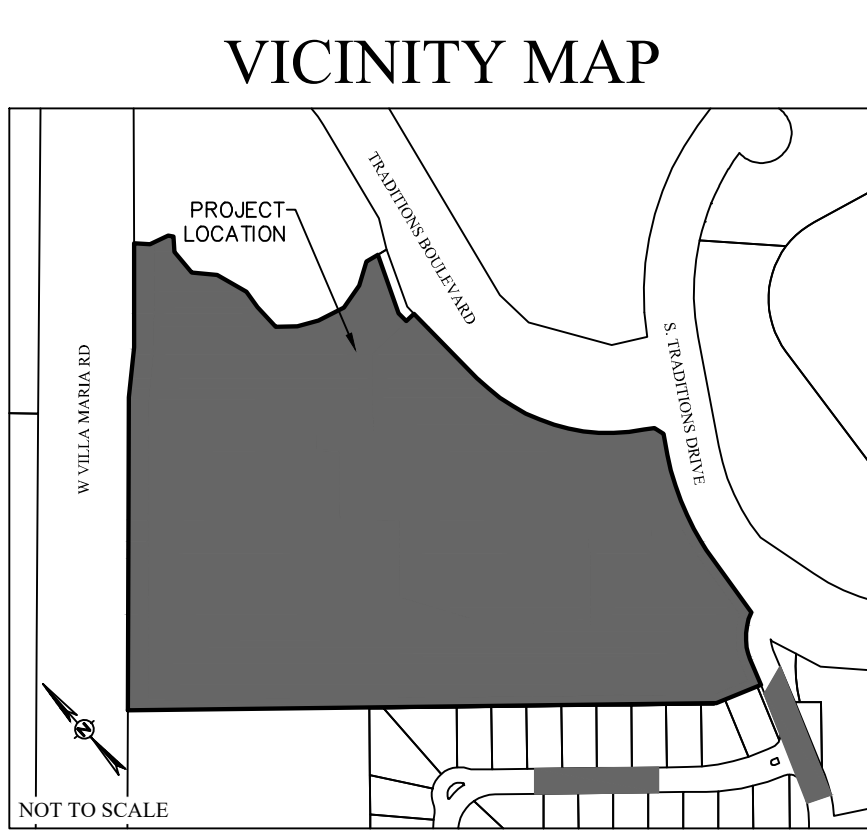 VICINITY MAP
TRADITIONS BOULEVARD
PROJECT
LOCATION
S. TRADITIONS DRIVE
W VILLA MARIA RD
N
NOT TO SCALE